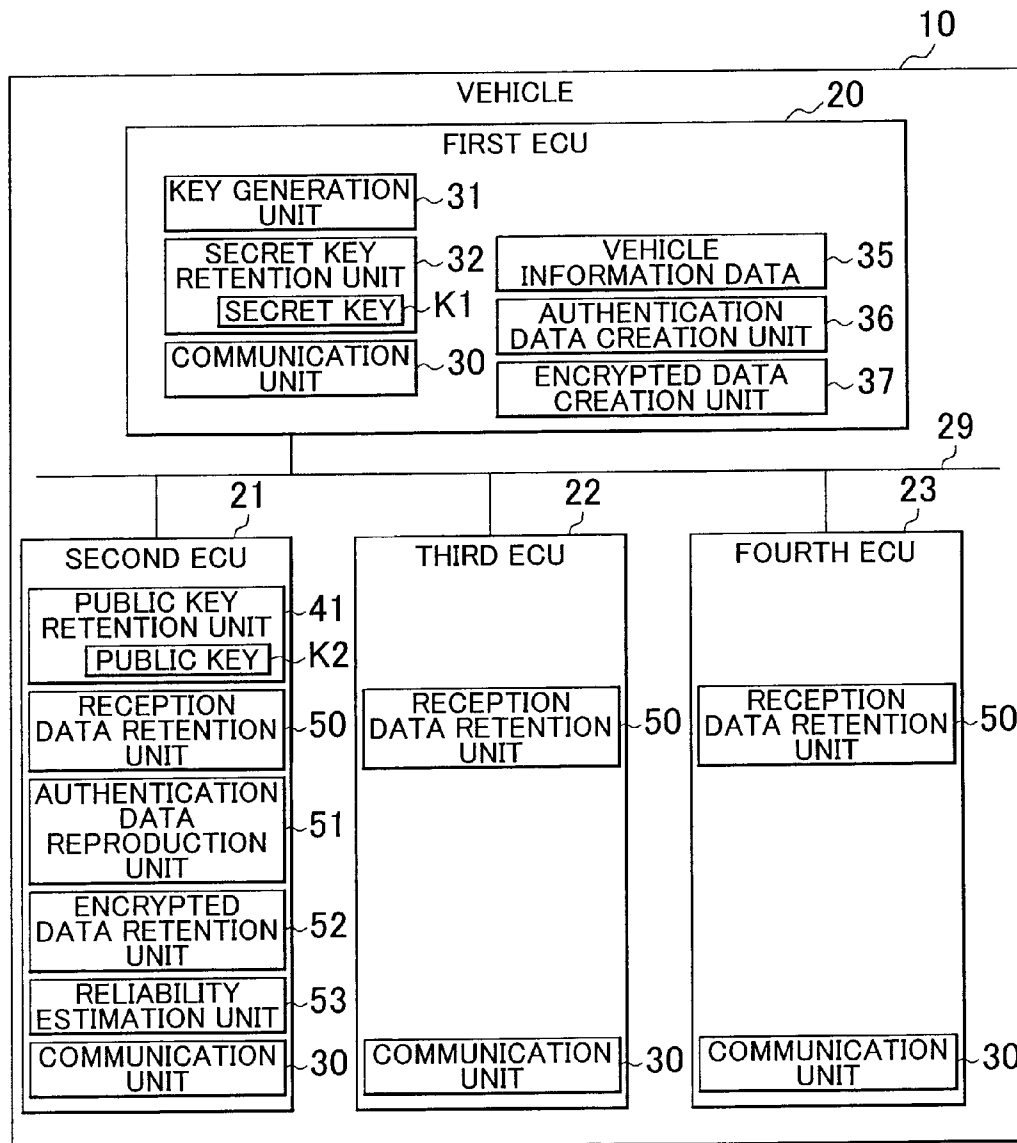 10
VEHICLE
20
FIRST ECU
KEY GENERATION
UNIT
31
SECRET KEY
RETENTION UNIT
32
SECRET KEY
K1
COMMUNICATION
UNIT
30
VEHICLE
INFORMATION DATA
35
AUTHENTICATION
DATA CREATION UNIT
36
ENCRYPTED DATA
CREATION UNIT
37
29
21
SECOND ECU
PUBLIC KEY
RETENTION UNIT
41
PUBLIC KEY
K2
RECEPTION
DATA RETENTION
UNIT
50
AUTHENTICATION
DATA
REPRODUCTION
UNIT
51
ENCRYPTED
DATA RETENTION
UNIT
52
RELIABILITY
ESTIMATION UNIT
53
COMMUNICATION
UNIT
30
22
THIRD ECU
RECEPTION
DATA RETENTION
UNIT
50
COMMUNICATION
UNIT
30
23
FOURTH ECU
RECEPTION
DATA RETENTION
UNIT
50
COMMUNICATION
UNIT
30